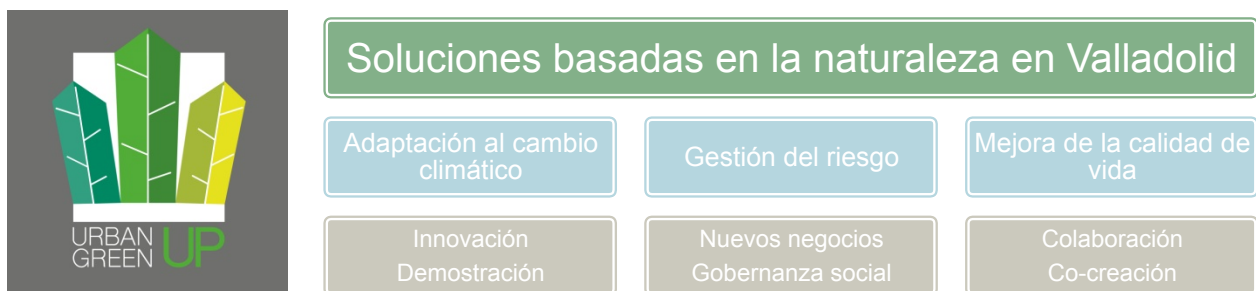 URBAN
GREEN UP
Soluciones basadas en la naturaleza en Valladolid
Adaptación al cambio
climático
Gestión del riesgo
Mejora de la calidad de
vida
Innovación
Demostración
Nuevos negocios
Gobernanza social
Colaboración
Co-creación